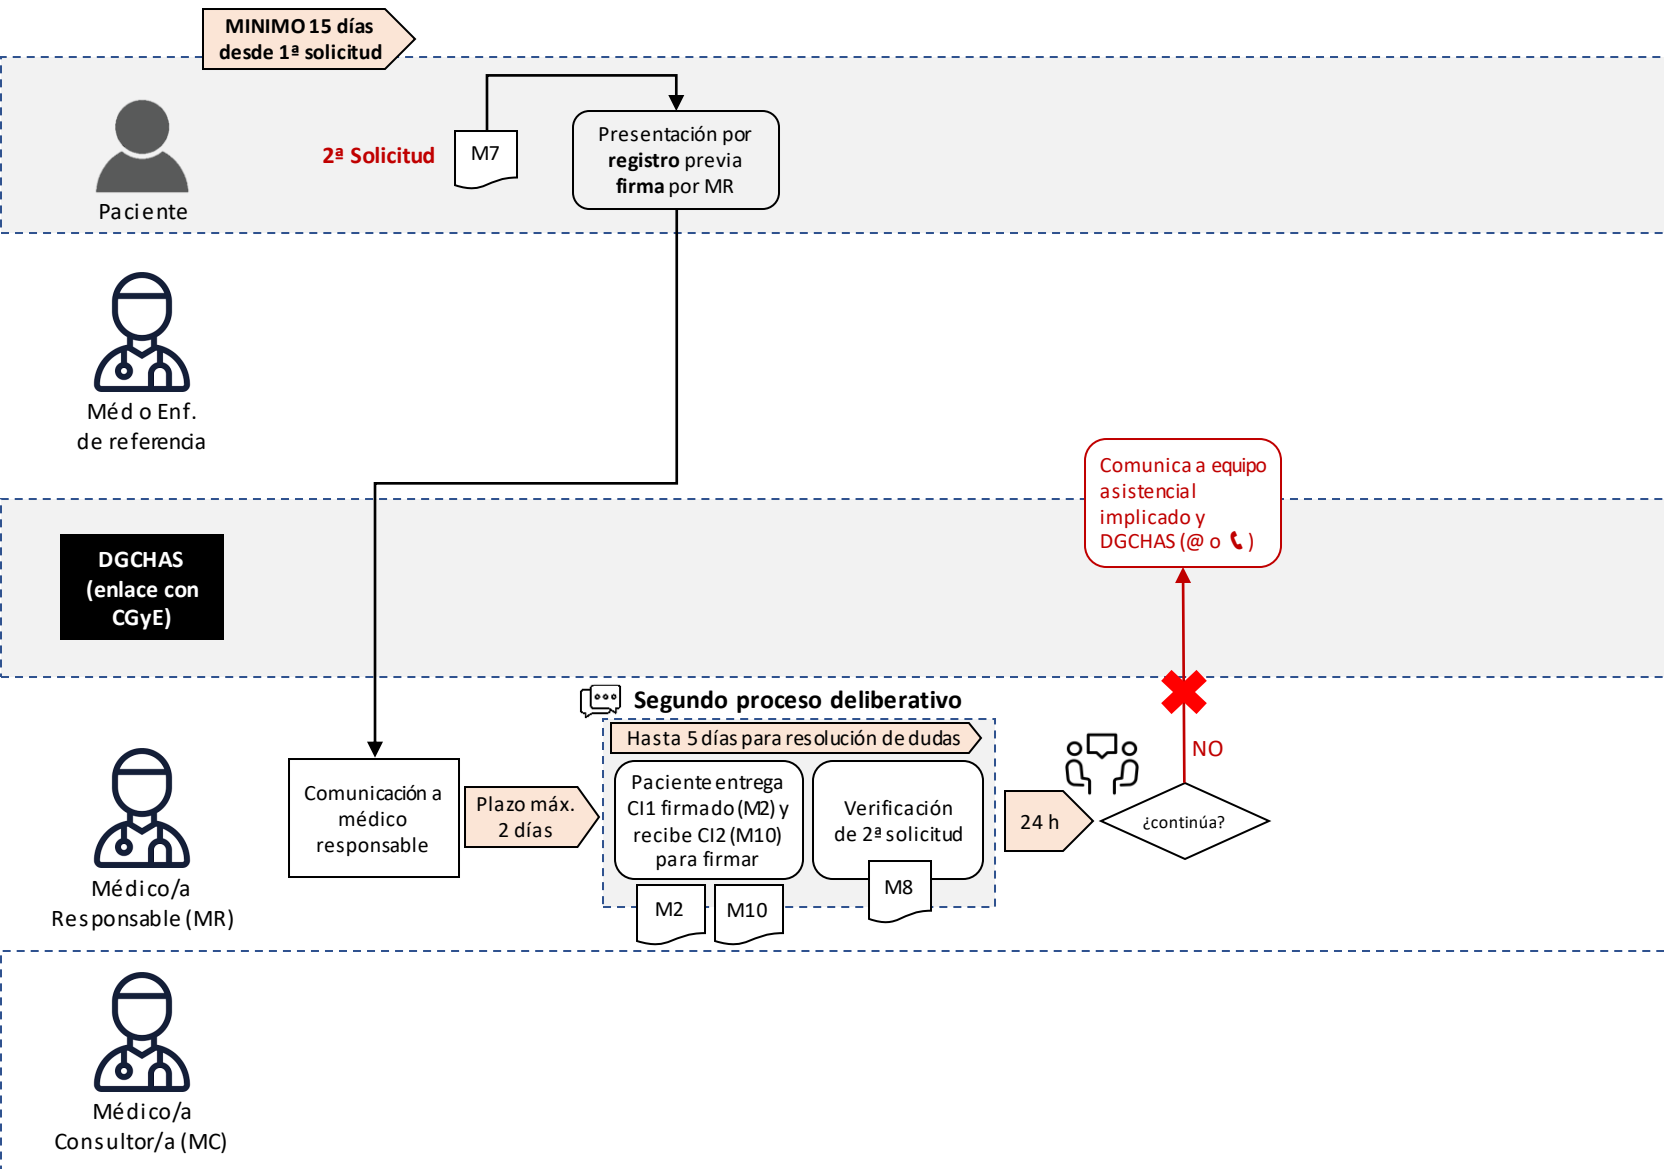 MINIMO 15 días
desde 1ª solicitud
Paciente
2ª Solicitud
M7
Presentación por
registro previa
firma por MR
Méd o Enf.
de referencia
Comunica a equipo
asistencial
implicado y
DGCHAS (@ o )
DGCHAS
(enlace con
CGyE)
Segundo proceso deliberativo
Hasta 5 días para resolución de dudas
NO
Comunicación a
médico
responsable
Plazo máx.
2 días
Paciente entrega
CI1 firmado (M2) y
recibe CI2 (M10)
para firmar
Verificación
de 2ª solicitud
24 h
¿continúa?
M2
M10
M8
Médico/a
Responsable (MR)
Médico/a
Consultor/a (MC)